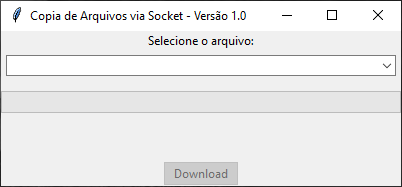 Copia de Arquivos via Socket - Versão 1.0
Selecione o arquivo:
Download